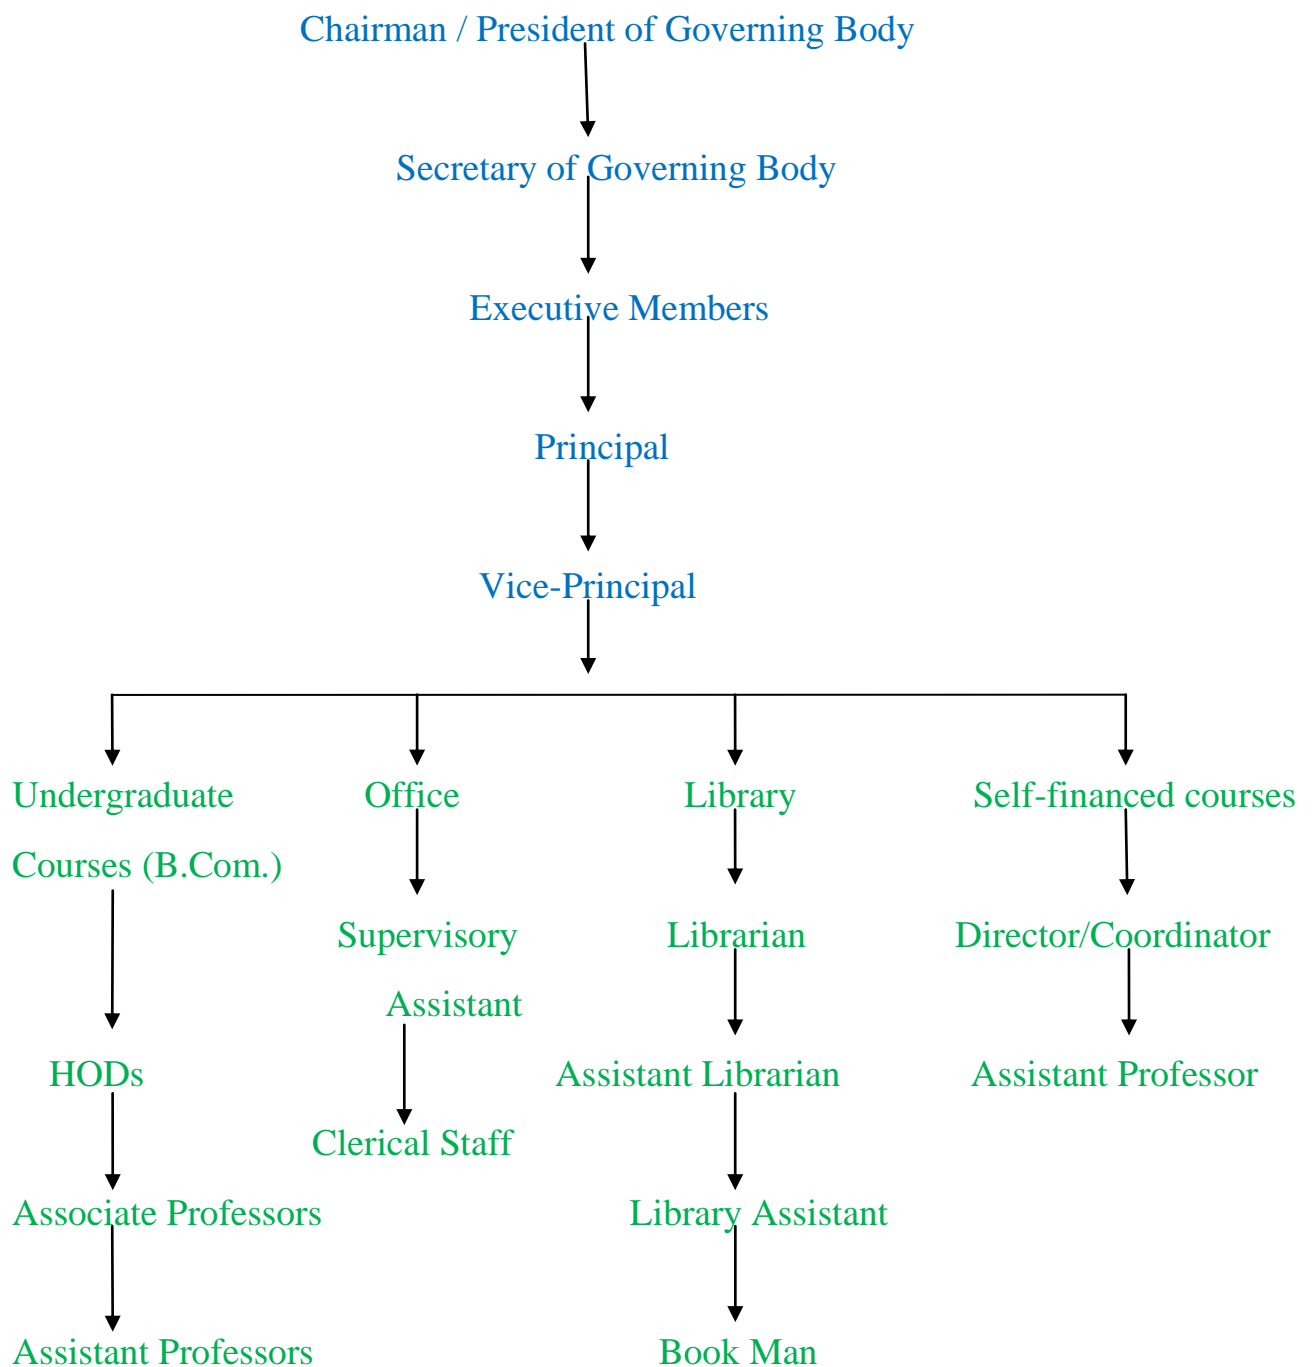 Chairman / President of Governing Body
Secretary of Governing Body
Executive Members
Principal
Vice-Principal
Undergraduate
Courses (B.Com.)
Office
Library
Self-financed courses
Supervisory
Assistant
Librarian
Director/Coordinator
HODs
Assistant Librarian
Assistant Professor
Clerical Staff
Associate Professors
Library Assistant
Assistant Professors
Book Man